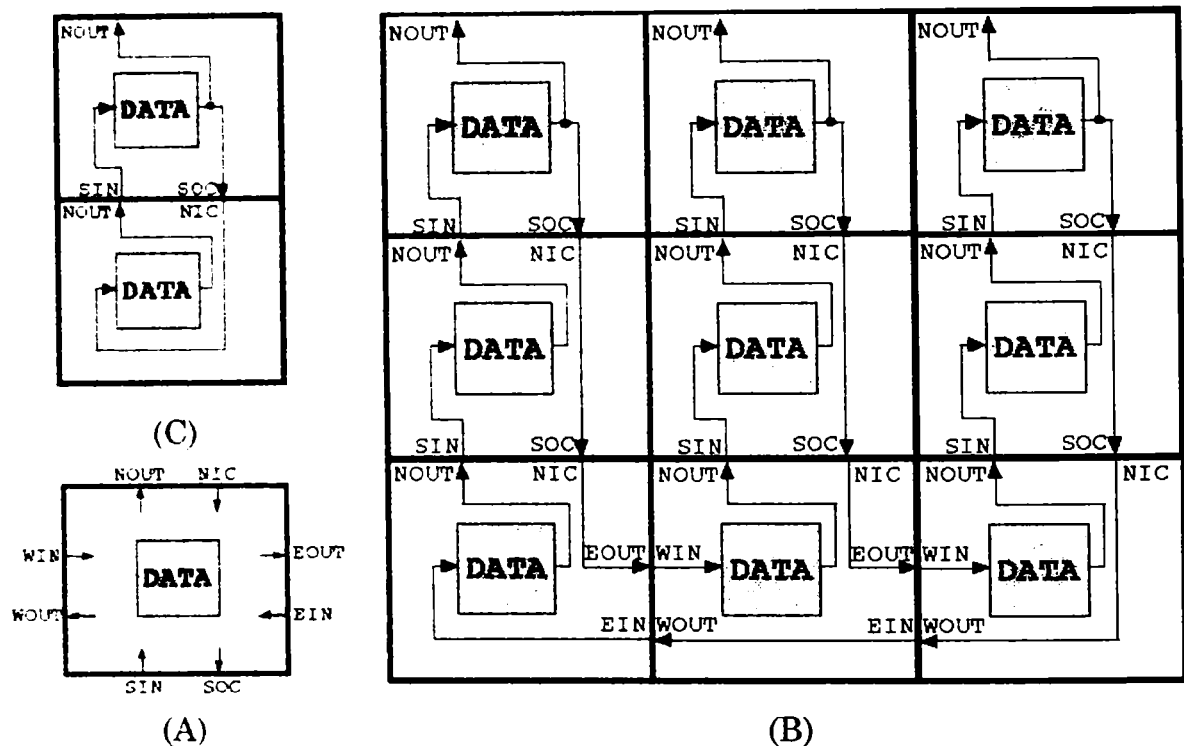 NOUT
DATA
SIN SOC
NOUT NIC
DATA
(C)
NOUT NIC
WIN EOUT
DATA
WOUT EIN
SIN SOC
(A)
NOUT NOUT NOUT
DATA DATA DATA
SIN SOC SIN SOC SIN SOC
NOUT NIC NOUT NIC NOUT NIC
DATA DATA DATA
SIN SOC SIN SOC SIN SOC
NOUT NIC NOUT NIC NOUT NIC
EOUT WIN EOUT WIN
DATA DATA DATA
EIN WOUT EIN WOUT
(B)